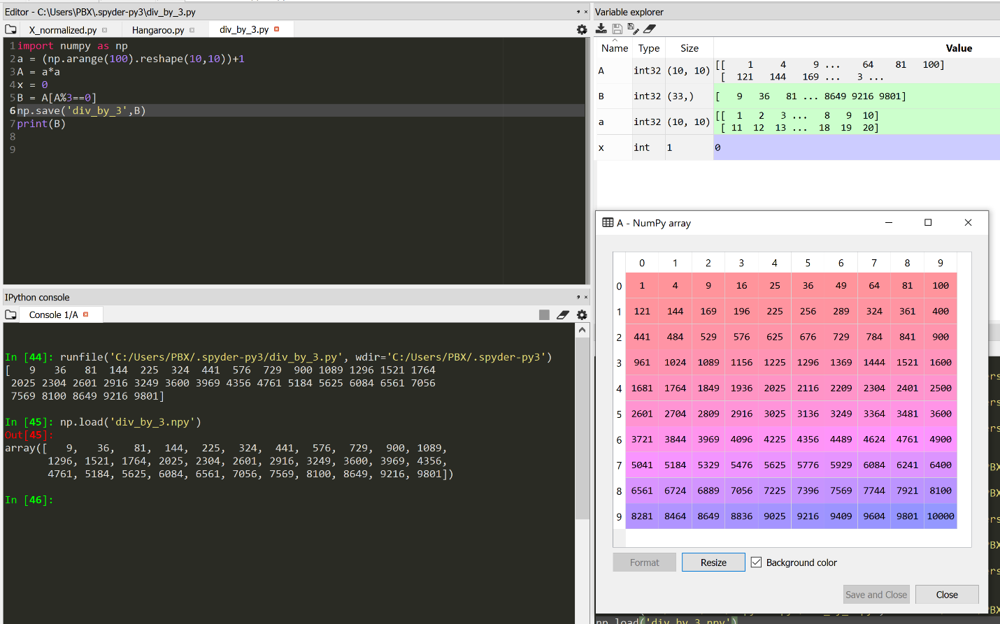 Editor - C:\Users\PBX\.spyder-py3\div_by_3.py
X_normalized.py
Hangaroo.py
div_by_3.py
1 import numpy as np
2 a = (np.arange(100).reshape(10,10))+1
3 A = a*a
4 x = 0
5 B = A[A%3==0]
6 np.save('div_by_3',B)
7 print(B)
8
9
IPython console
Console 1/A
In [44]: runfile('C:/Users/PBX/.spyder-py3/div_by_3.py', wdir='C:/Users/PBX/.spyder-py3')
[ 9 36 81 144 225 324 441 576 729 900 1089 1296 1521 1764
2025 2304 2601 2916 3249 3600 3969 4356 4761 5184 5625 6084 6561 7056
7569 8100 8649 9216 9801]
In [45]: np.load('div_by_3.npy')
Out[45]:
array([ 9, 36, 81, 144, 225, 324, 441, 576, 729, 900, 1089,
1296, 1521, 1764, 2025, 2304, 2601, 2916, 3249, 3600, 3969, 4356,
4761, 5184, 5625, 6084, 6561, 7056, 7569, 8100, 8649, 9216, 9801])
In [46]:
Variable explorer
Name Type Size Value
A int32 (10, 10) [[ 1 4 9 ... 64 81 100]
[ 121 144 169 ... 3 ...
B int32 (33,) [ 9 36 81 ... 8649 9216 9801]
a int32 (10, 10) [[ 1 2 3 ... 8 9 10]
[ 11 12 13 ... 18 19 20]
x int 1 0
A - NumPy array
0 1 2 3 4 5 6 7 8 9
0 1 4 9 16 25 36 49 64 81 100
1 121 144 169 196 225 256 289 324 361 400
2 441 484 529 576 625 676 729 784 841 900
3 961 1024 1089 1156 1225 1296 1369 1444 1521 1600
4 1681 1764 1849 1936 2025 2116 2209 2304 2401 2500
5 2601 2704 2809 2916 3025 3136 3249 3364 3481 3600
6 3721 3844 3969 4096 4225 4356 4489 4624 4761 4900
7 5041 5184 5329 5476 5625 5776 5929 6084 6241 6400
8 6561 6724 6889 7056 7225 7396 7569 7744 7921 8100
9 8281 8464 8649 8836 9025 9216 9409 9604 9801 10000
Format
Resize
Background color
Save and Close
Close
np.load('div_by_3.npy')